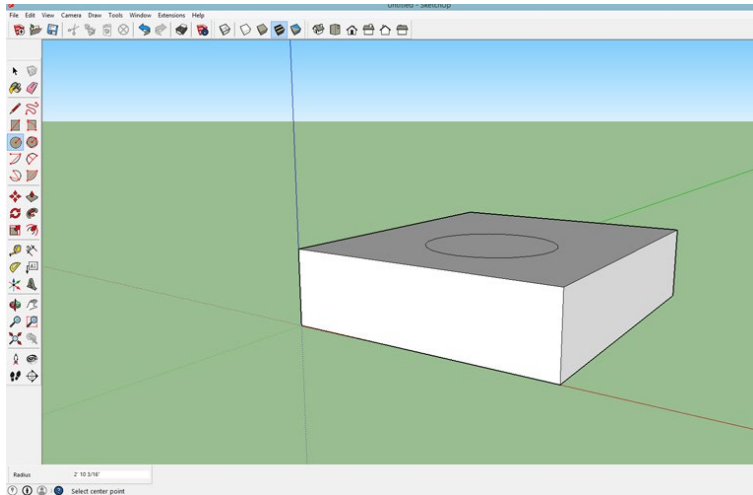 Untitled - SketchUp
File Edit View Camera Draw Tools Window Extensions Help
Radius 2' 10 3/16"
Select center point